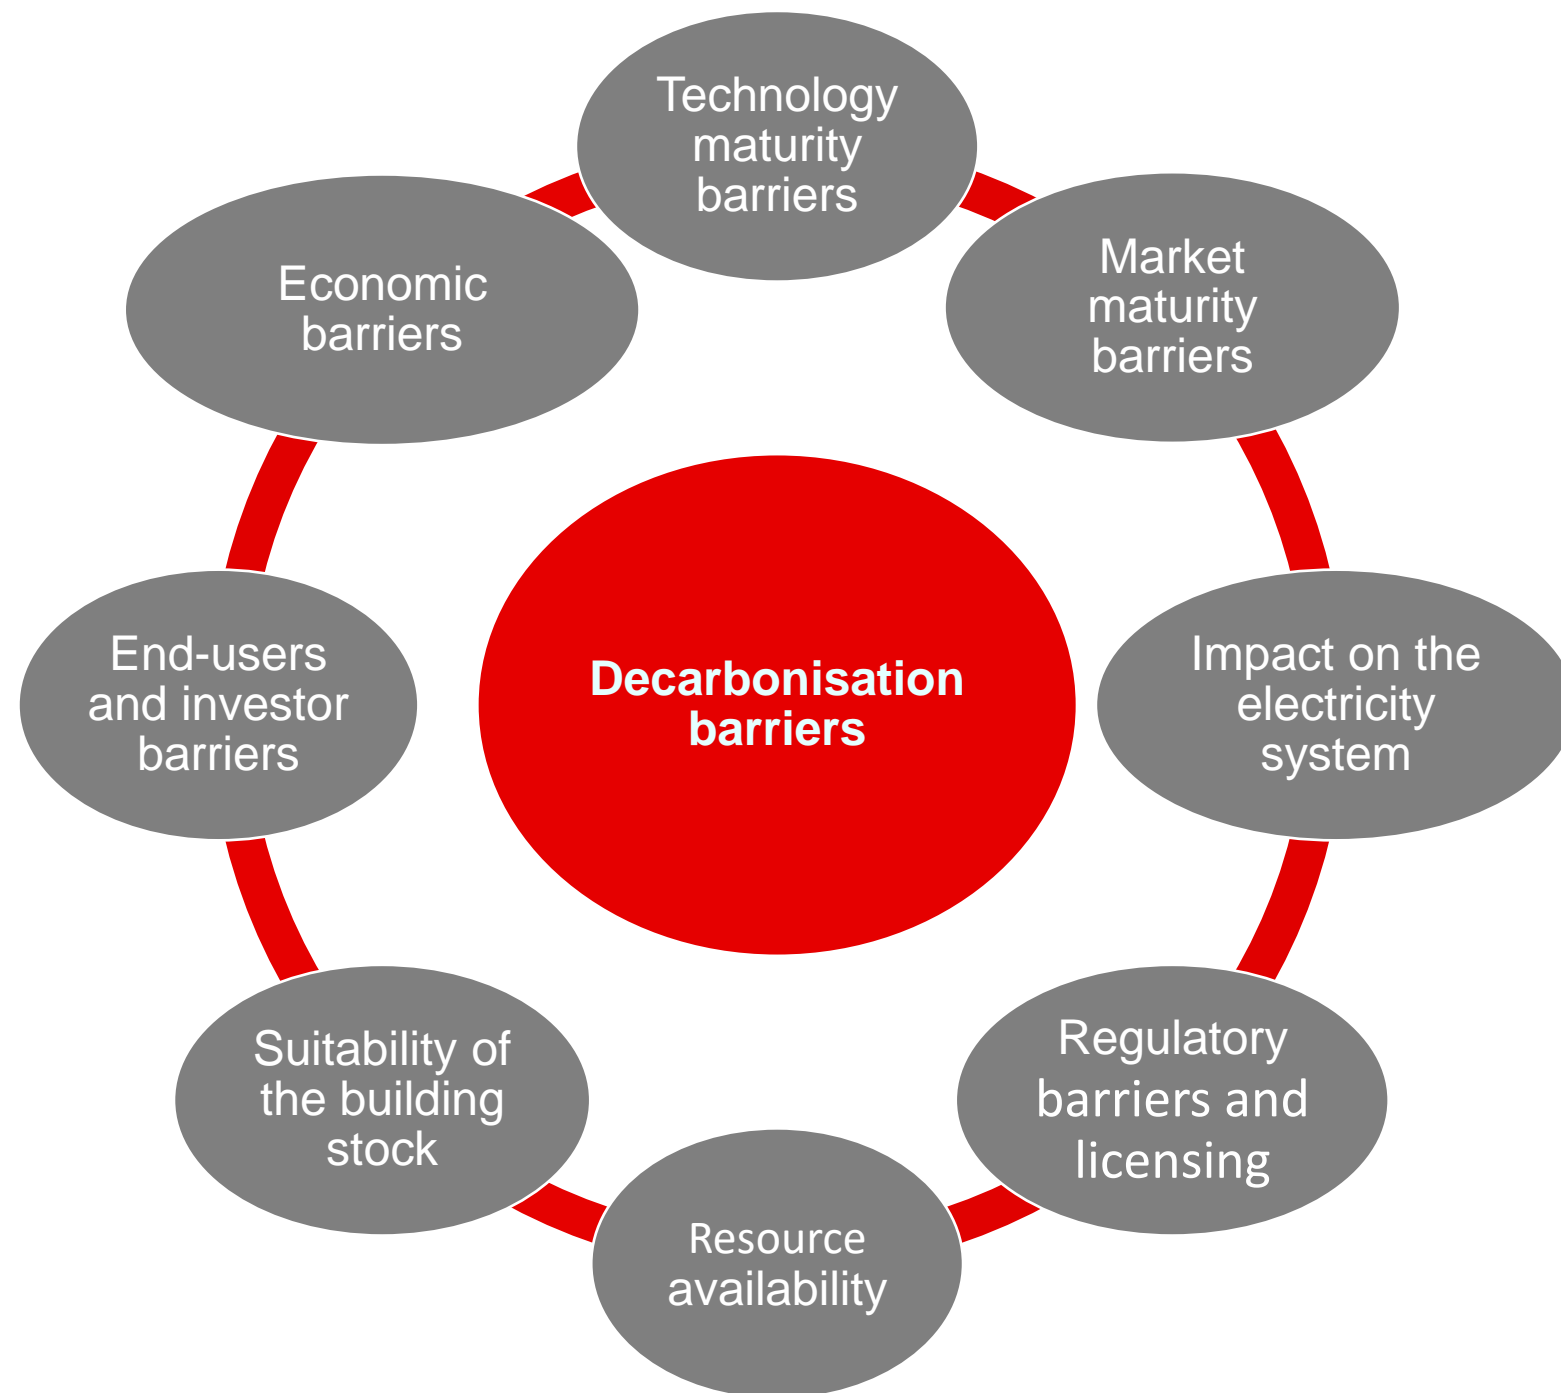 Technology
maturity
barriers
Market
maturity
barriers
Economic
barriers
Decarbonisation
barriers
End-users
and investor
barriers
Impact on the
electricity
system
Suitability of
the building
stock
Regulatory
barriers and
licensing
Resource
availability